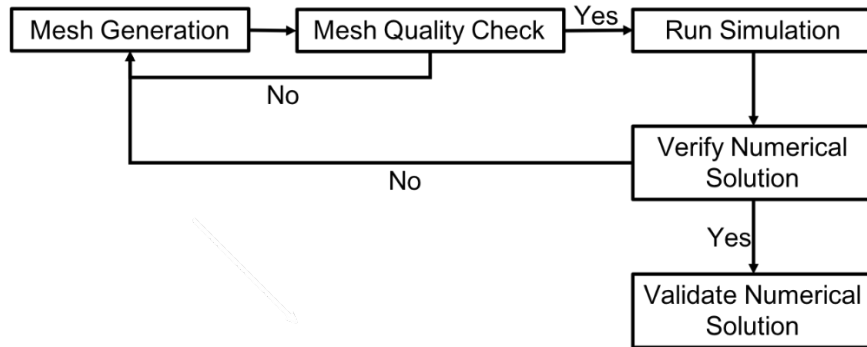 Mesh Generation
Mesh Quality Check
Yes
Run Simulation
No
Verify Numerical
Solution
No
Yes
Validate Numerical
Solution